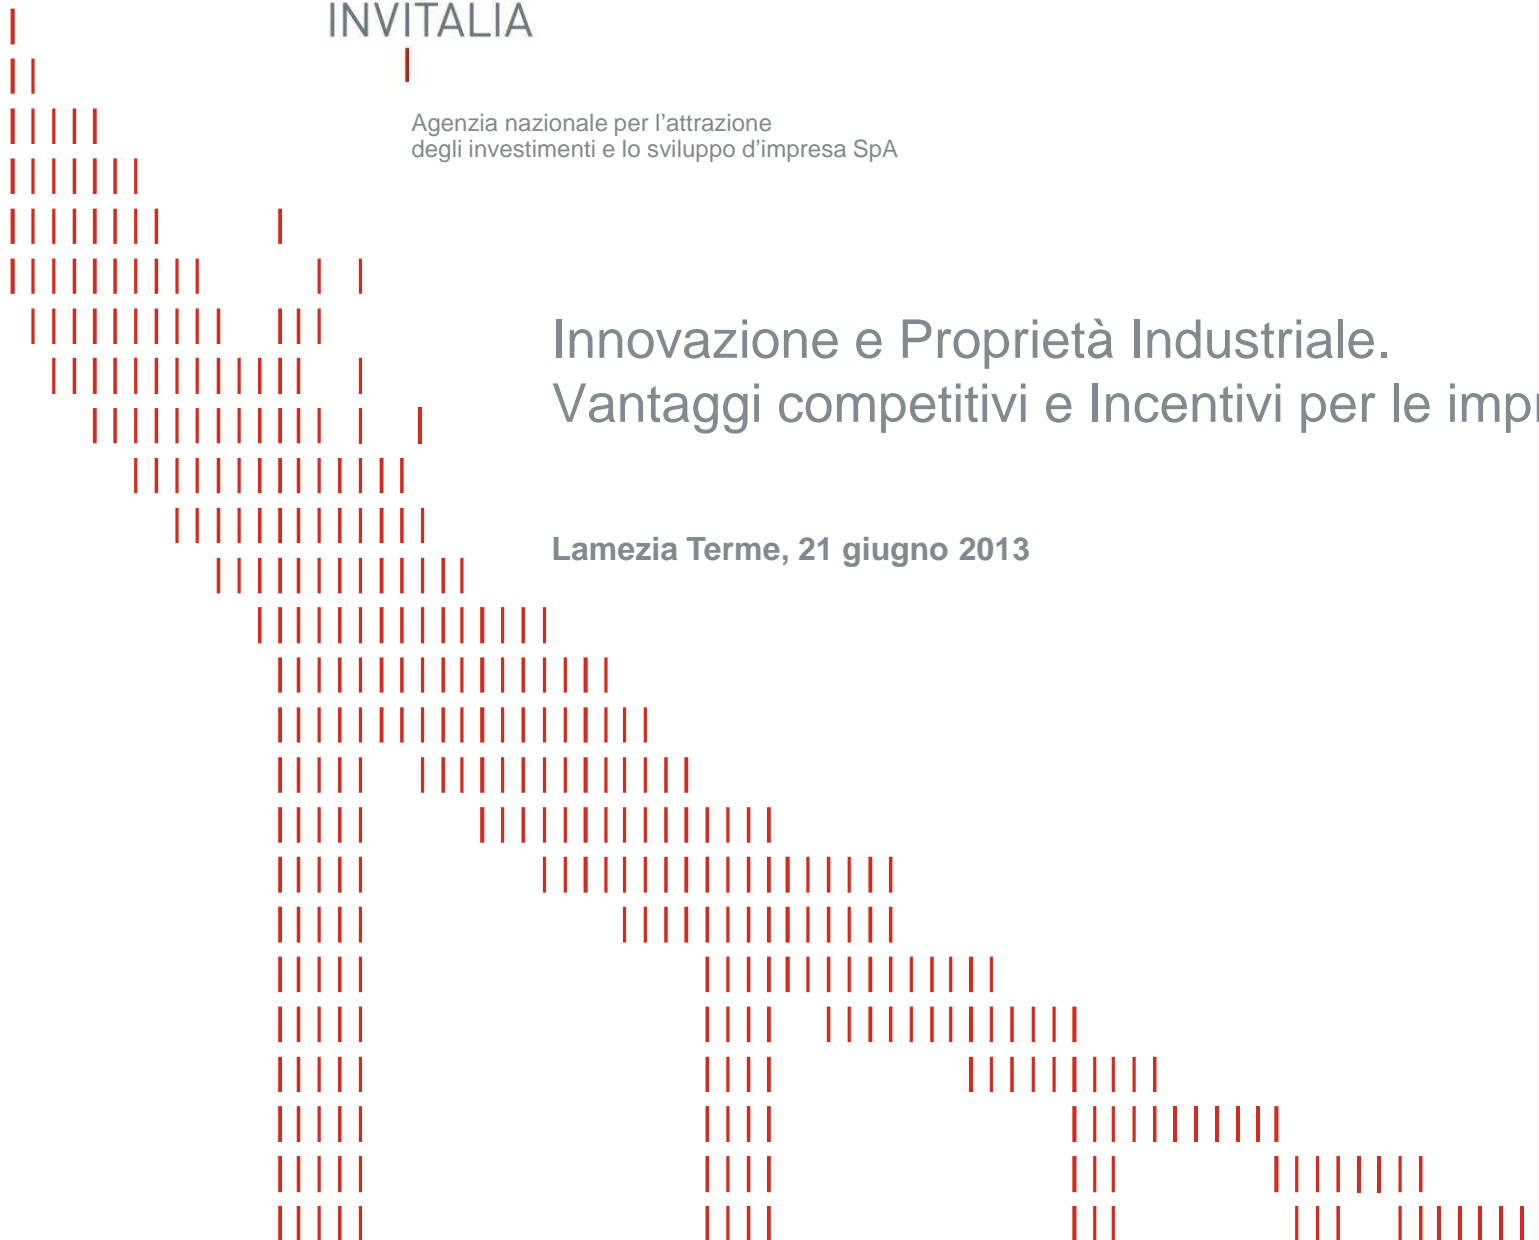 INVITALIA
Agenzia nazionale per l'attrazione
degli investimenti e lo sviluppo d'impresa SpA
Innovazione e Proprietà Industriale.
Vantaggi competitivi e Incentivi per le
Lamezia Terme, 21 giugno 2013